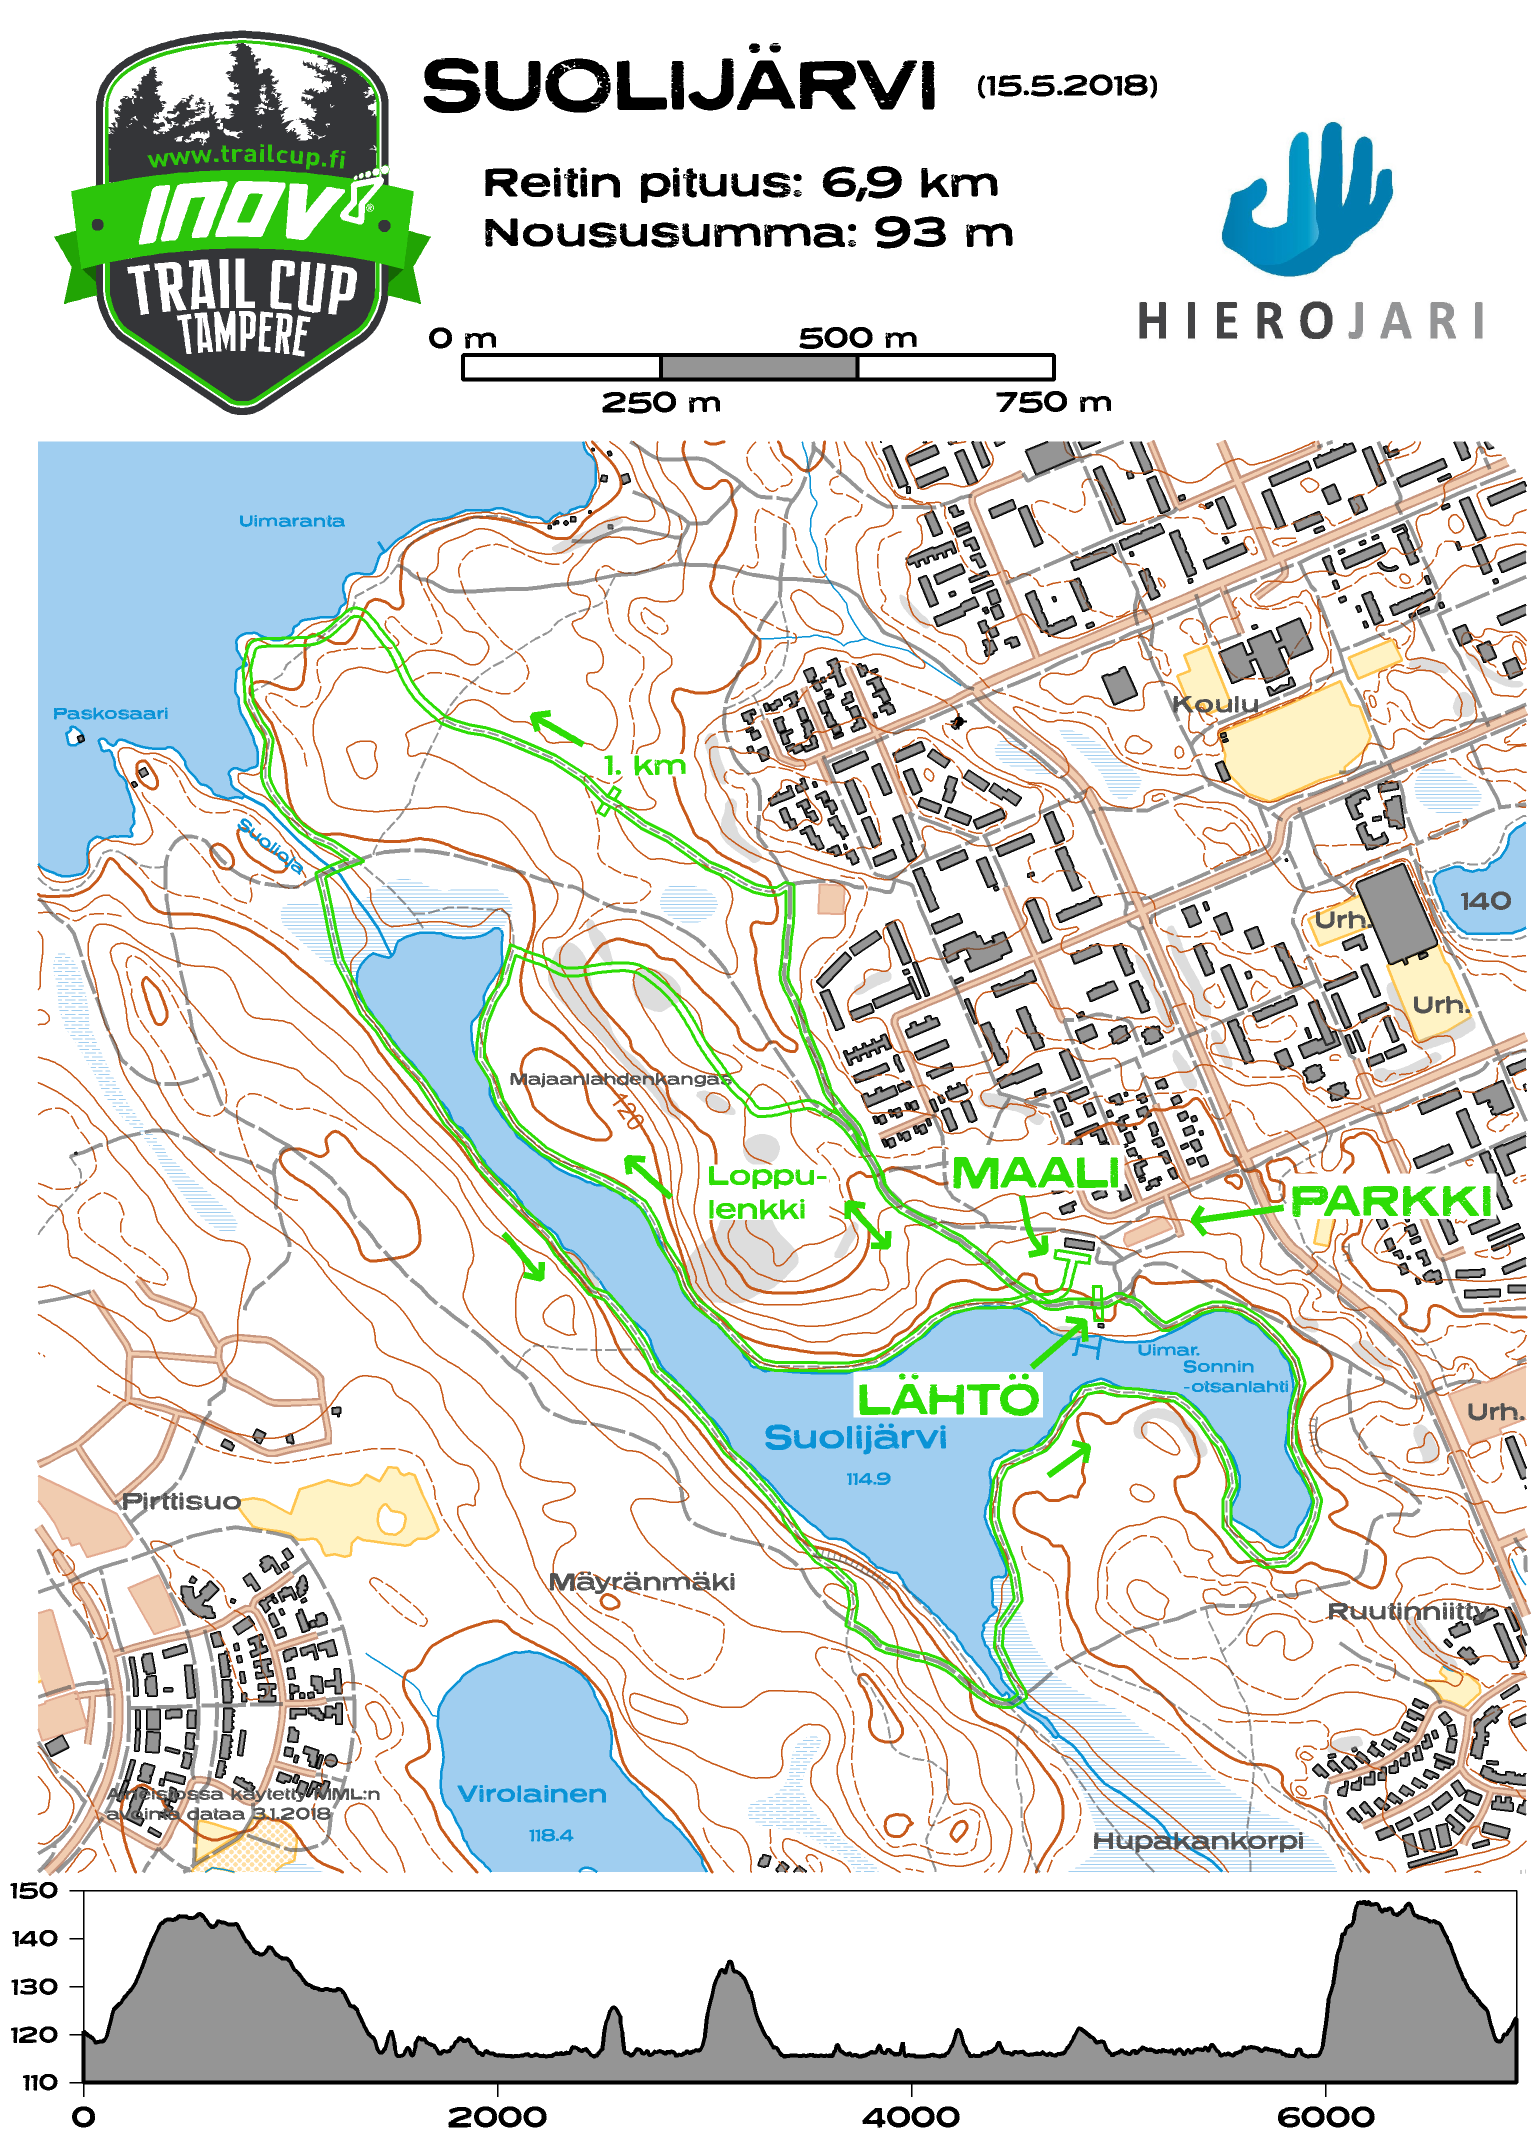 SUOLIJÄRVI (15.5.2018)
www.trailcup.fi
INOV8®
TRAIL CUP
TAMPERE
Reitin pituus: 6,9 km
Noususumma: 93 m
HIEROJARI
0 m 500 m
250 m 750 m
Uimaranta
Paskosaari
Koulu
1. km
Suolioja
140
Urh.
Urh.
Majaanlahdenkangas
120
Loppu-
lenkki
MAALI
PARKKI
Uimar.
Sonnin
-otsanlahti
LÄHTÖ
Urh.
Suolijärvi
114.9
Pirttisuo
Mäyränmäki
Ruutinniitty
Virolainen
118.4
Aineistossa käytetty MML:n
avointa dataa 3.1.2018
Hupakankorpi
150
140
130
120
110
0 2000 4000 6000